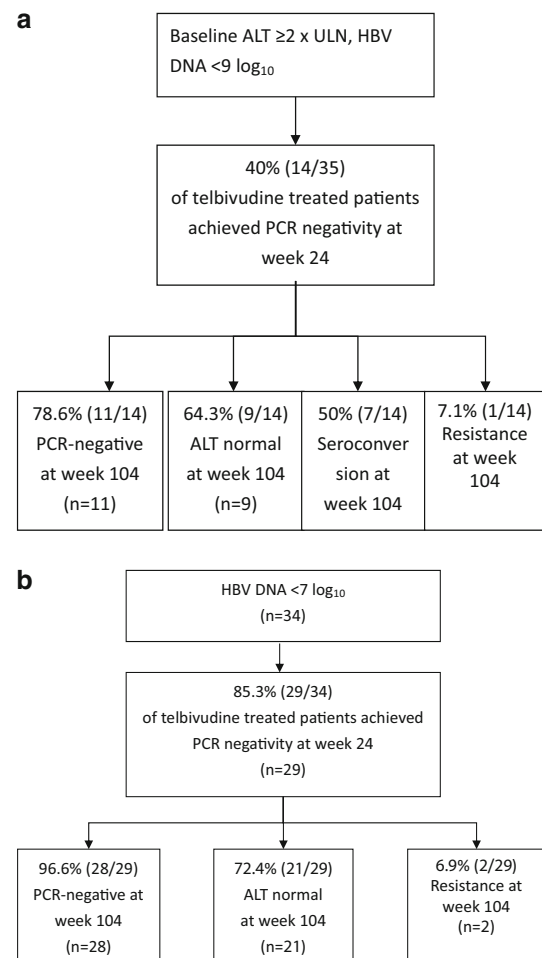 a
Baseline ALT ≥2 x ULN, HBV
DNA <9 log₁₀
40% (14/35)
of telbivudine treated patients
achieved PCR negativity at
week 24
78.6% (11/14)
PCR-negative
at week 104
(n=11)
64.3% (9/14)
ALT normal
at week 104
(n=9)
50% (7/14)
Seroconver
sion at
week 104
7.1% (1/14)
Resistance
at week
104
b
HBV DNA <7 log₁₀
(n=34)
85.3% (29/34)
of telbivudine treated patients achieved
PCR negativity at week 24
(n=29)
96.6% (28/29)
PCR-negative at
week 104
(n=28)
72.4% (21/29)
ALT normal
at week 104
(n=21)
6.9% (2/29)
Resistance at
week 104
(n=2)